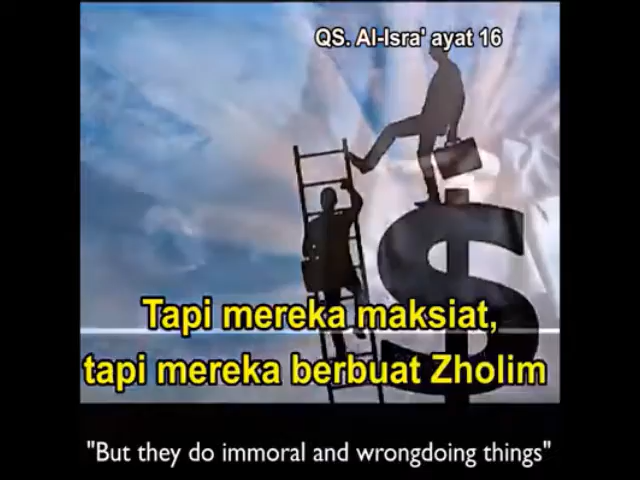 QS. Al-Isra' ayat 16
Tapi mereka maksiat,
tapi mereka berbuat Zholim
"But they do immoral and wrongdoing things"